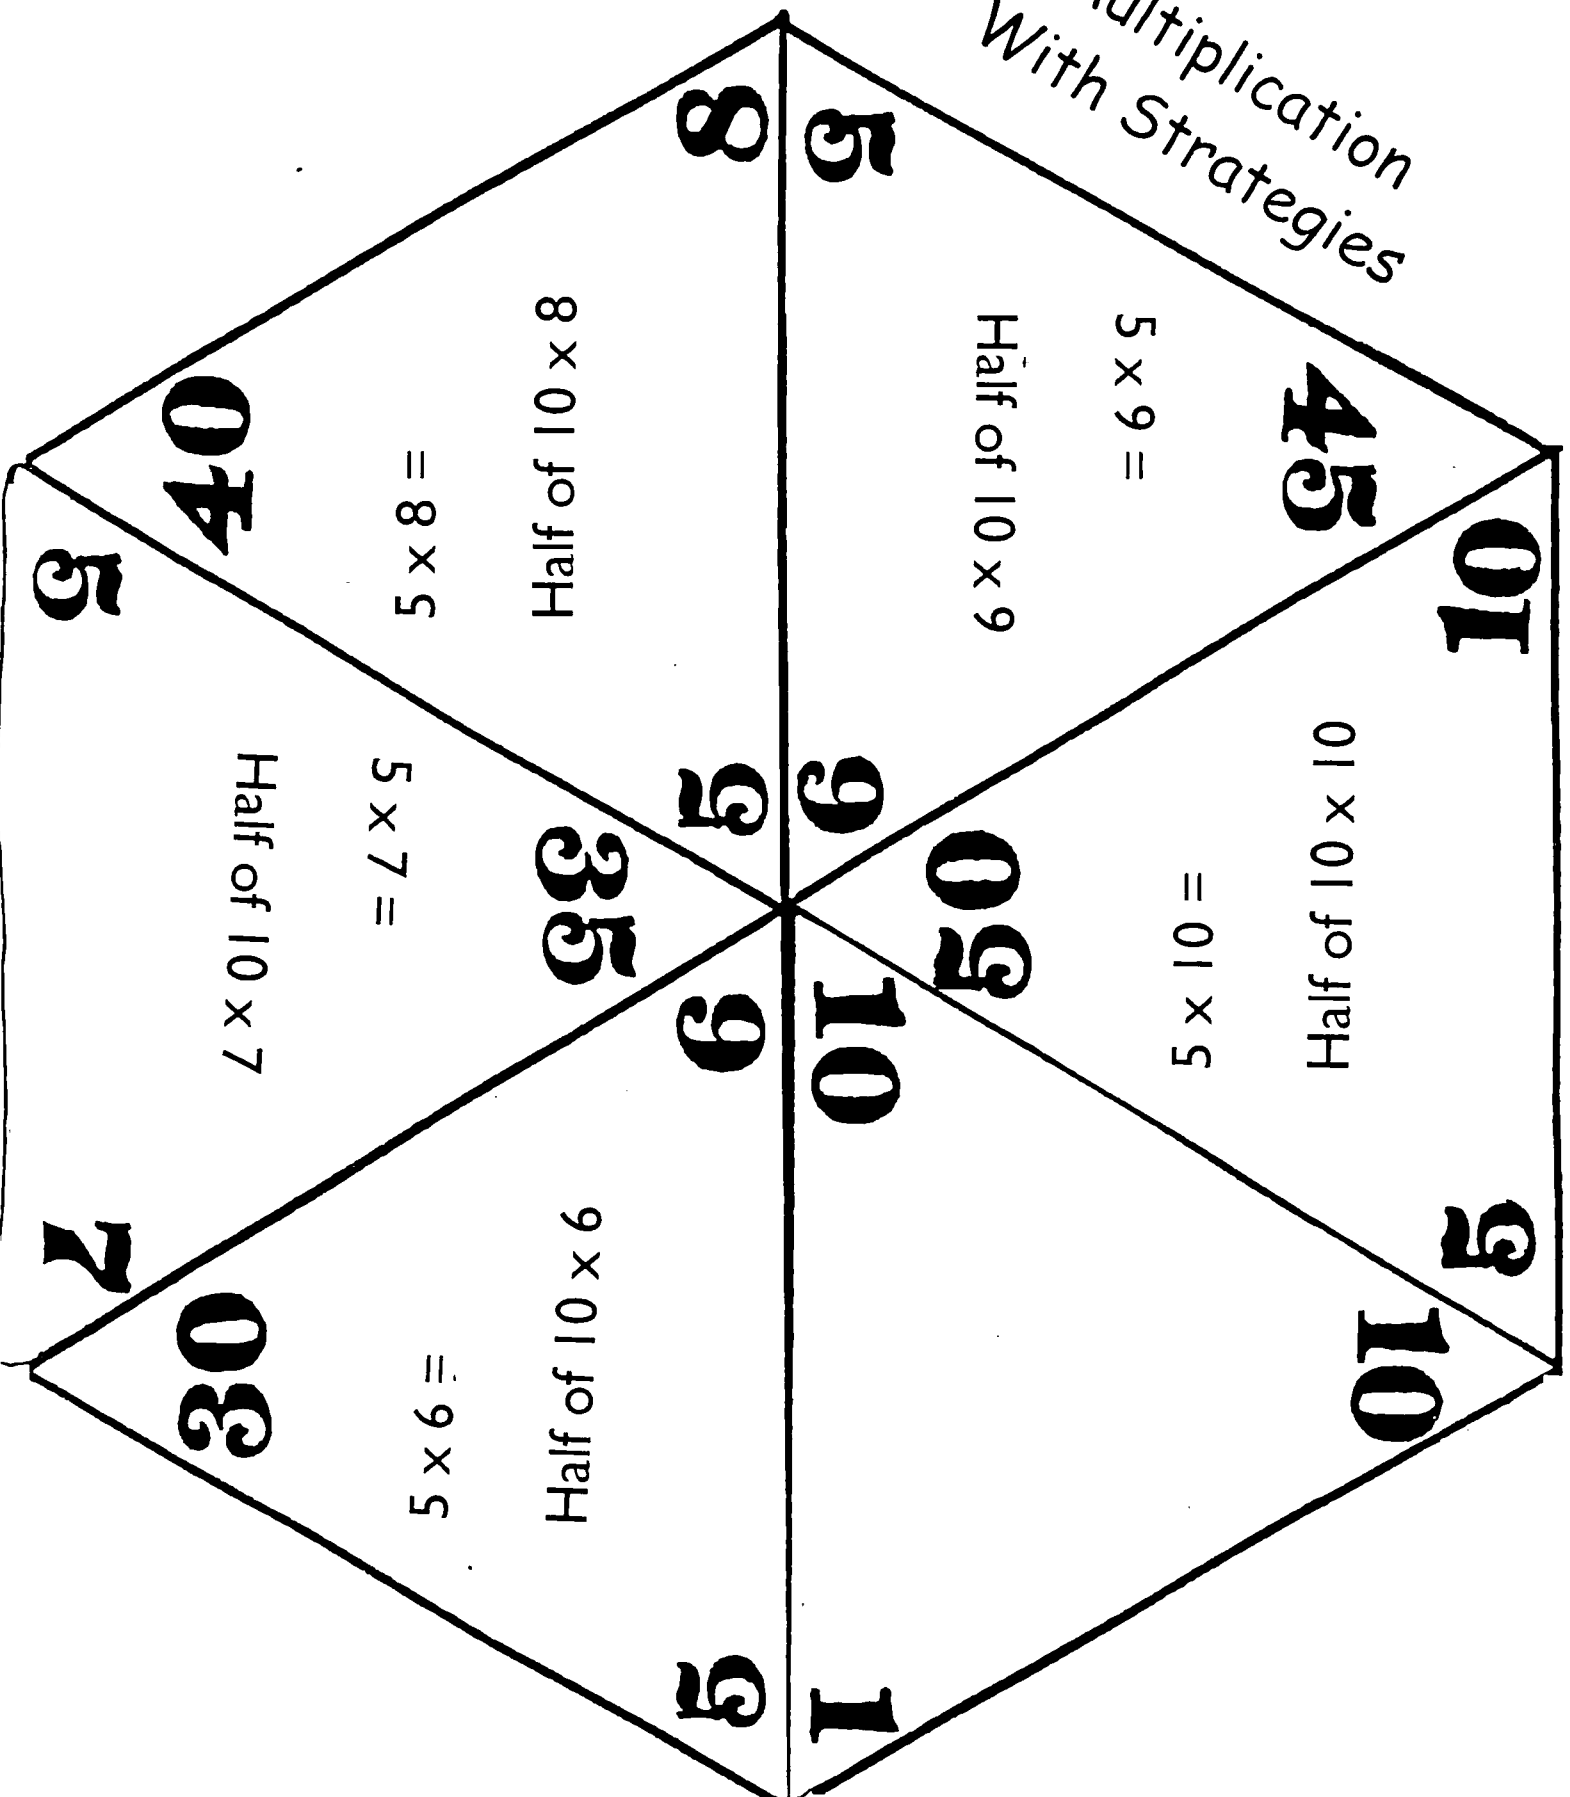 ultiplication
With Strategies
5
5 x 9 =
Half of 10 x 9
45
9
8
Half of 10 x 8
5 x 8 =
40
5
10
Half of 10 x 10
5 x 10 =
50
5
5
5 x 7 =
Half of 10 x 7
35
7
6
Half of 10 x 6
5 x 6 =
30
5
10
10
1